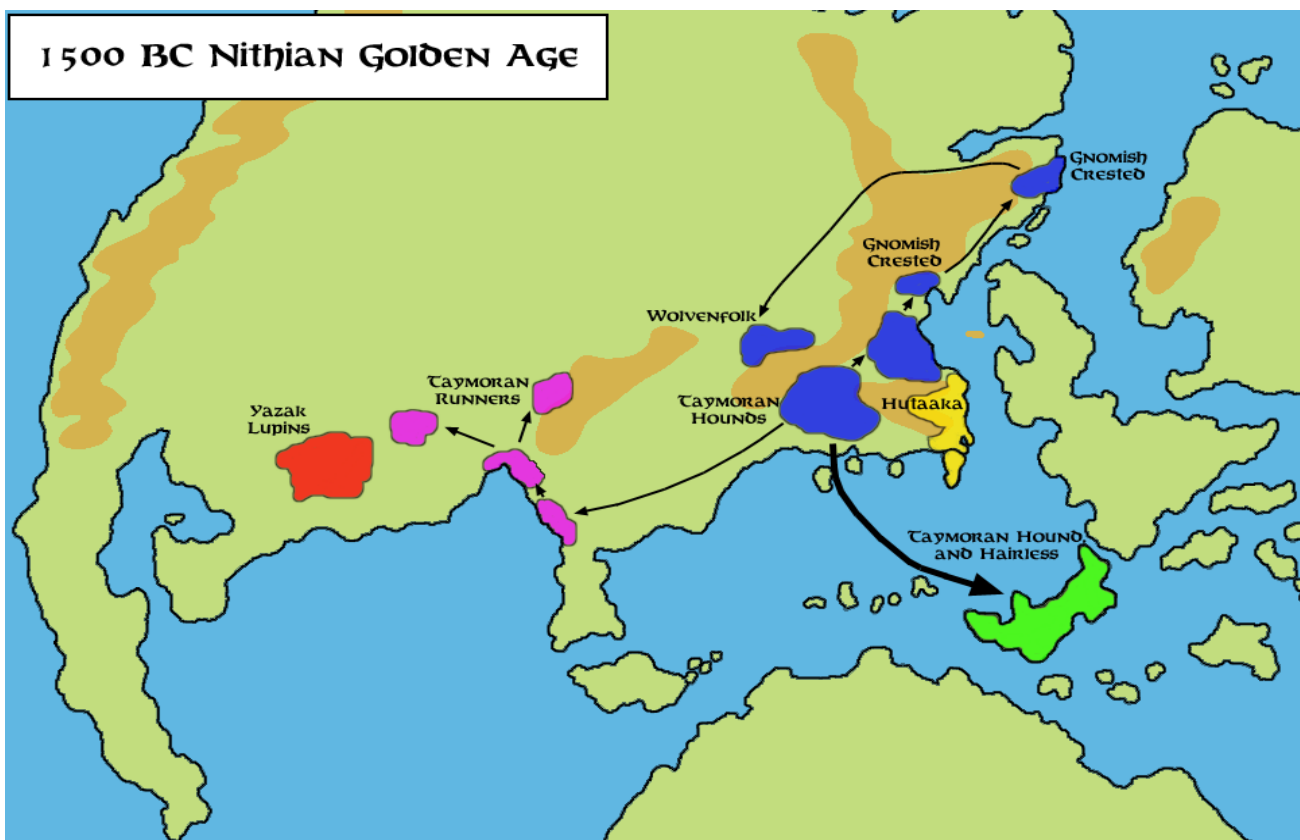 1500 BC Nithian Golden Age
Gnomish
Crested
Gnomish
Crested
Wolvenfolk
Taymoran
Runners
Taymoran
Hounds
Hutaaka
Yazak
Lupins
Taymoran Hound
and Hairless